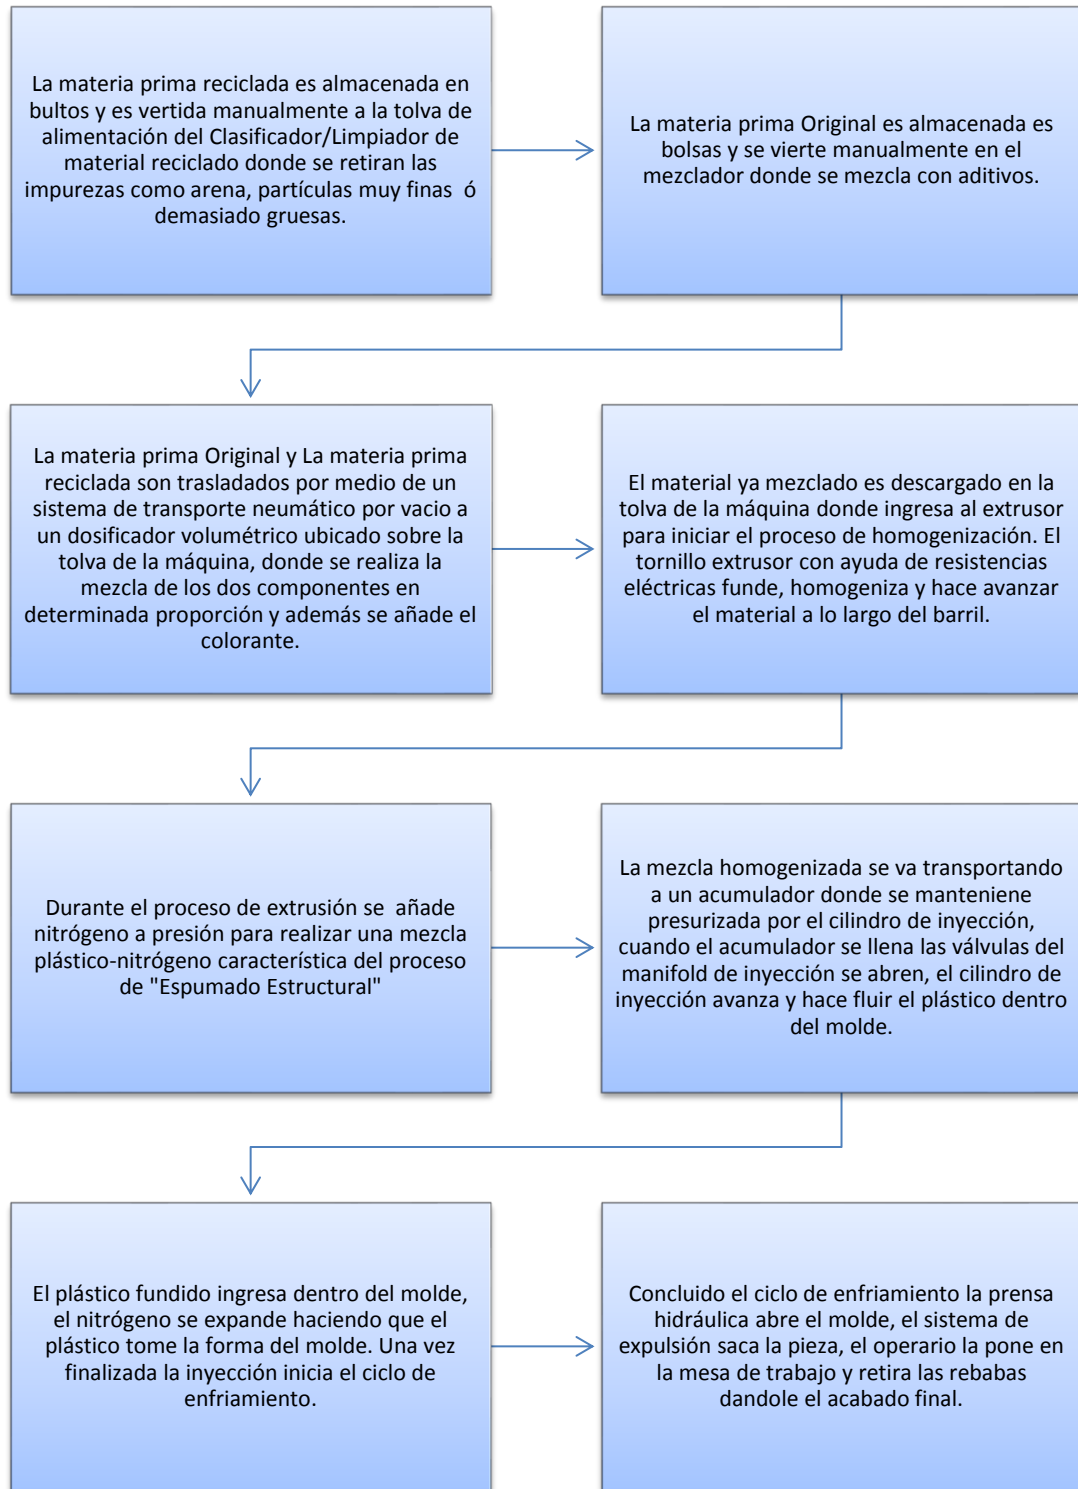 La materia prima reciclada es almacenada en
bultos y es vertida manualmente a la tolva de
alimentación del Clasificador/Limpiador de
material reciclado donde se retiran las
impurezas como arena, partículas muy finas ó
demasiado gruesas.
La materia prima Original es almacenada es
bolsas y se vierte manualmente en el
mezclador donde se mezcla con aditivos.
La materia prima Original y La materia prima
reciclada son trasladados por medio de un
sistema de transporte neumático por vacio a
un dosificador volumétrico ubicado sobre la
tolva de la máquina, donde se realiza la
mezcla de los dos componentes en
determinada proporción y además se añade el
colorante.
El material ya mezclado es descargado en la
tolva de la máquina donde ingresa al extrusor
para iniciar el proceso de homogenización. El
tornillo extrusor con ayuda de resistencias
eléctricas funde, homogeniza y hace avanzar
el material a lo largo del barril.
Durante el proceso de extrusión se añade
nitrógeno a presión para realizar una mezcla
plástico-nitrógeno característica del proceso
de "Espumado Estructural"
La mezcla homogenizada se va transportando
a un acumulador donde se manteniene
presurizada por el cilindro de inyección,
cuando el acumulador se llena las válvulas del
manifold de inyección se abren, el cilindro de
inyección avanza y hace fluir el plástico dentro
del molde.
El plástico fundido ingresa dentro del molde,
el nitrógeno se expande haciendo que el
plástico tome la forma del molde. Una vez
finalizada la inyección inicia el ciclo de
enfriamiento.
Concluido el ciclo de enfriamiento la prensa
hidráulica abre el molde, el sistema de
expulsión saca la pieza, el operario la pone en
la mesa de trabajo y retira las rebabas
dandole el acabado final.